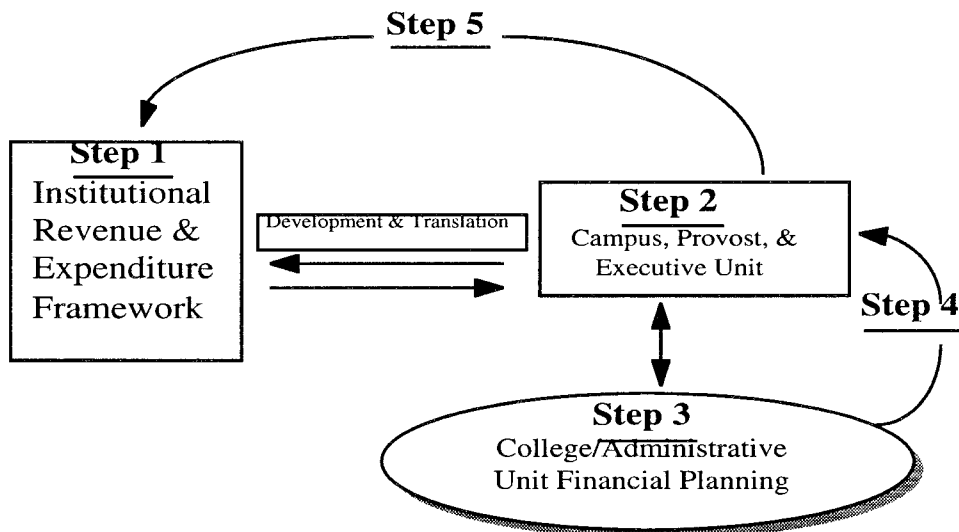 Step 5
Step 1
Institutional
Revenue &
Expenditure
Framework
Development & Translation
Step 2
Campus, Provost, &
Executive Unit
Step 4
Step 3
College/Administrative
Unit Financial Planning